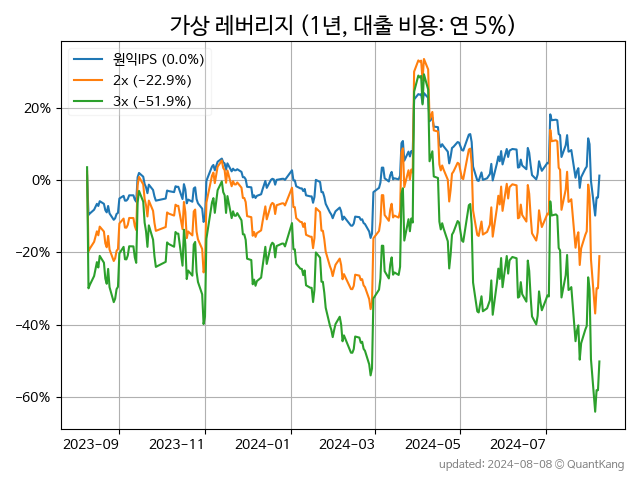 가상 레버리지 (1년, 대출 비용: 연 5%)
원익IPS (0.0%)
2x (−22.9%)
3x (−51.9%)
20%
0%
−20%
−40%
−60%
2023-09 2023-11 2024-01 2024-03 2024-05 2024-07
updated: 2024-08-08 © QuantKang